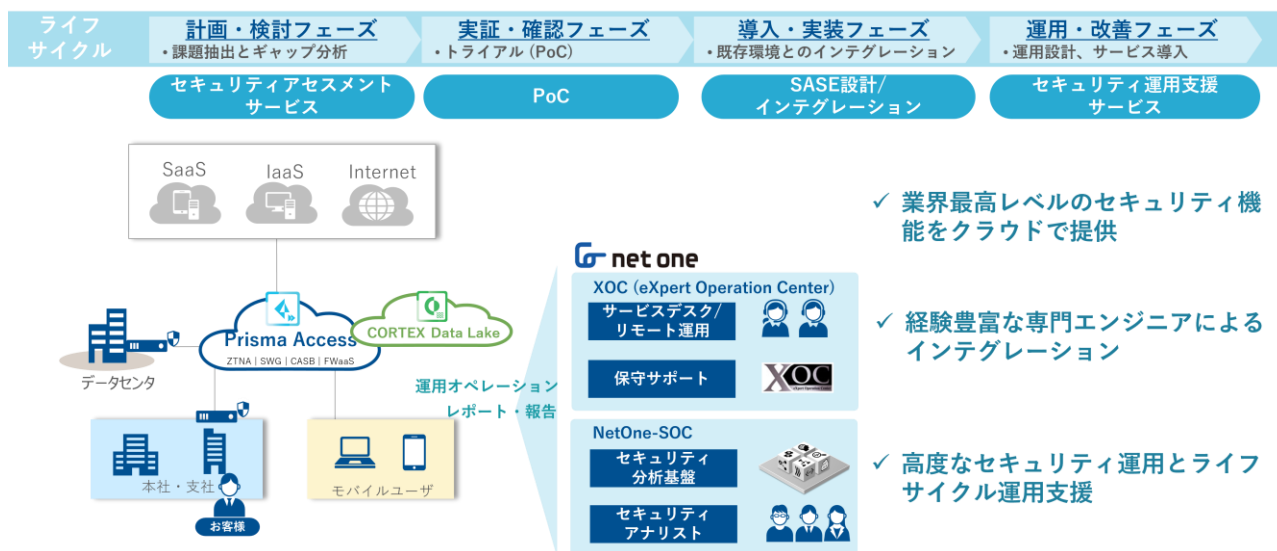 ライフ
サイクル
計画・検討フェーズ
• 課題抽出とギャップ分析
実証・確認フェーズ
• トライアル (PoC)
導入・実装フェーズ
• 既存環境とのインテグレーション
運用・改善フェーズ
• 運用設計、サービス導入
セキュリティアセスメント
サービス
PoC
SASE設計/
インテグレーション
セキュリティ運用支援
サービス
SaaS
IaaS
Internet
Prisma Access
ZTNA | SWG | CASB | FWaaS
CORTEX Data Lake
データセンタ
本社・支社
お客様
モバイルユーザ
運用オペレーション
レポート・報告
net one
XOC (eXpert Operation Center)
サービスデスク/
リモート運用
保守サポート
XOC
eXpert Operation Center
NetOne-SOC
セキュリティ
分析基盤
セキュリティ
アナリスト
✓ 業界最高レベルのセキュリティ機
能をクラウドで提供
✓ 経験豊富な専門エンジニアによる
インテグレーション
✓ 高度なセキュリティ運用とライフ
サイクル運用支援